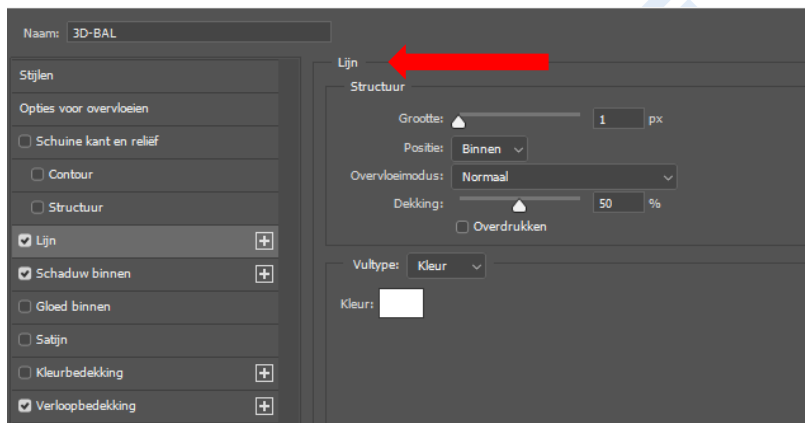 Naam: 3D-BAL
Stijlen
Opties voor overvloeien
Schuine kant en reliëf
Contour
Structuur
Lijn
Schaduw binnen
Gloed binnen
Satijn
Kleurbedekking
Verloopbedekking
Lijn
Structuur
Grootte: 1 px
Positie: Binnen
Overvloeimodus: Normaal
Dekking: 50 %
Overdrukken
Vultype: Kleur
Kleur: